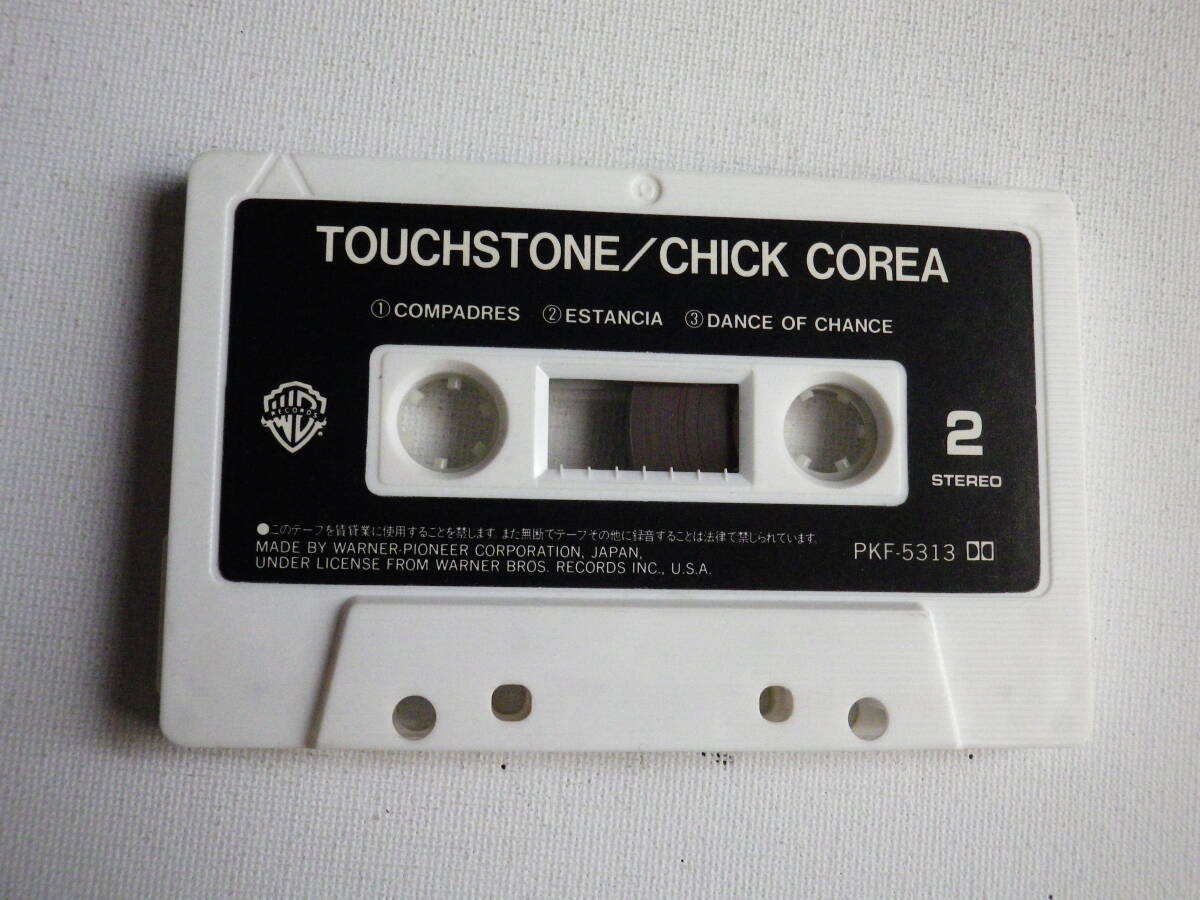 TOUCHSTONE/CHICK COREA
①COMPADRES ②ESTANCIA ③DANCE OF CHANCE
RECORDS
2
STEREO
●このテープを賃貸業に使用することを禁じます。また無断でテープその他に録音することは法律で禁じられています。
MADE BY WARNER-PIONEER CORPORATION, JAPAN,
UNDER LICENSE FROM WARNER BROS. RECORDS INC., U.S.A.
PKF-5313